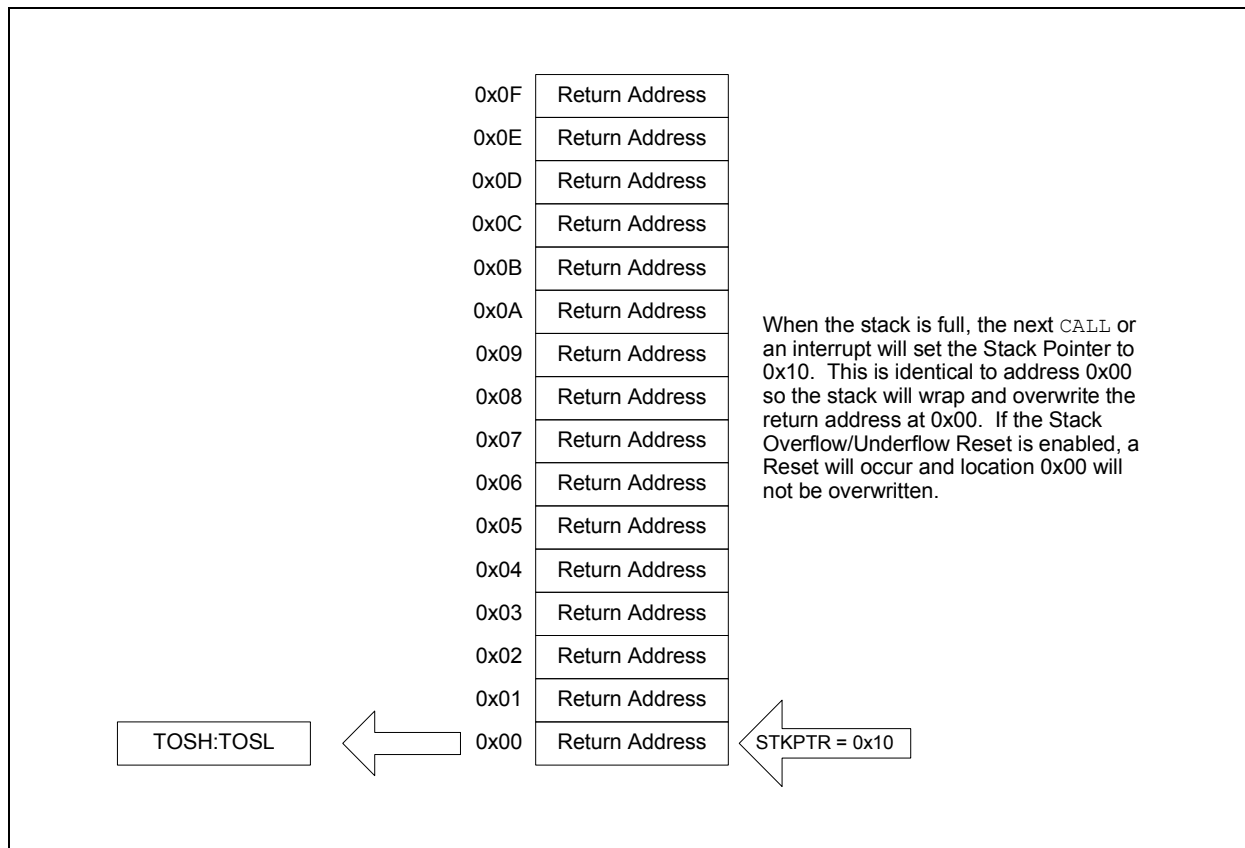 0x0F Return Address
0x0E Return Address
0x0D Return Address
0x0C Return Address
0x0B Return Address
0x0A Return Address
0x09 Return Address
0x08 Return Address
0x07 Return Address
0x06 Return Address
0x05 Return Address
0x04 Return Address
0x03 Return Address
0x02 Return Address
0x01 Return Address
TOSH:TOSL 0x00 Return Address STKPTR = 0x10
When the stack is full, the next CALL or
an interrupt will set the Stack Pointer to
0x10. This is identical to address 0x00
so the stack will wrap and overwrite the
return address at 0x00. If the Stack
Overflow/Underflow Reset is enabled, a
Reset will occur and location 0x00 will
not be overwritten.